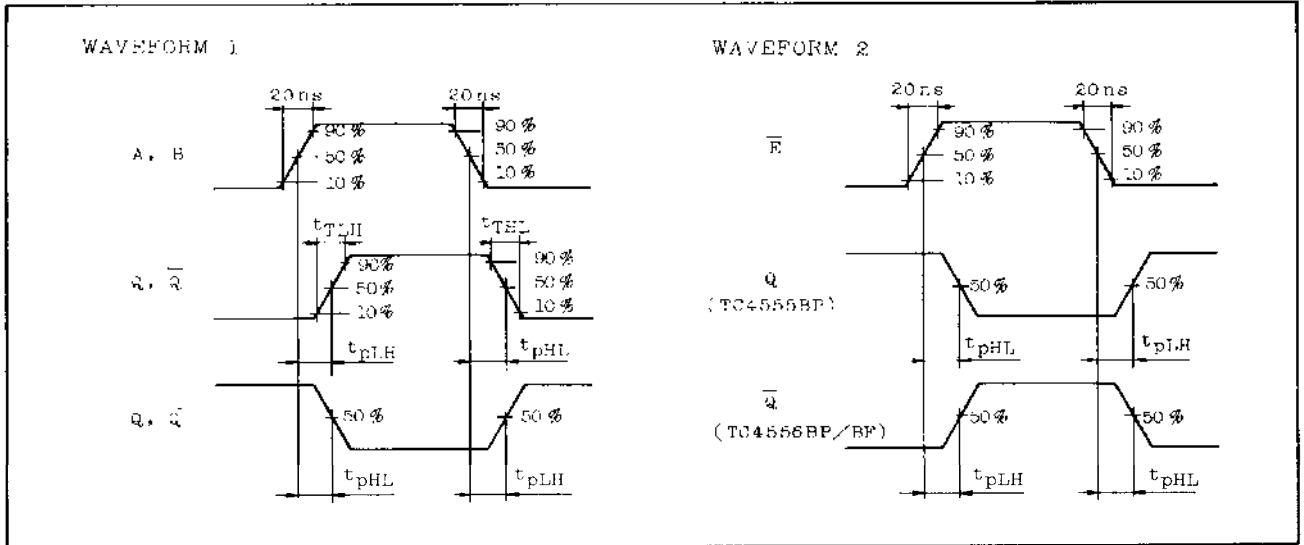 WAVEFORM 1
20ns 20ns
A, B
90% 90%
50% 50%
10% 10%
tTLH tTHL
Q, Q̅
90% 90%
50% 50%
10% 10%
tpLH tpHL
Q, Q̅
50% 50%
tpHL tpLH
WAVEFORM 2
20ns 20ns
E̅
90% 90%
50% 50%
10% 10%
Q
(TC4555BP)
50% 50%
tpHL tpLH
Q̅
(TC4556BP/BF)
50% 50%
tpLH tpHL